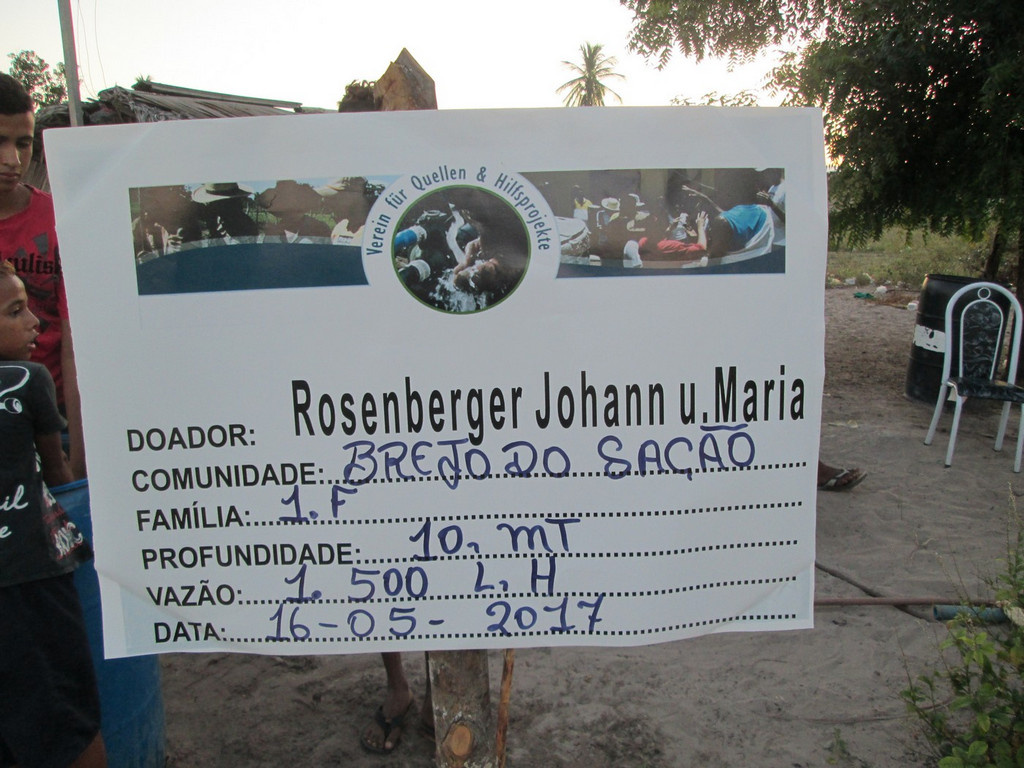 Verein für Quellen & Hilfsprojekte
Rosenberger Johann u. Maria
DOADOR:
COMUNIDADE: BREJO DO SAÇÃO
FAMÍLIA: 1. F
PROFUNDIDADE: 10, MT
VAZÃO: 1. 500 L, H
DATA: 16-05- 2017